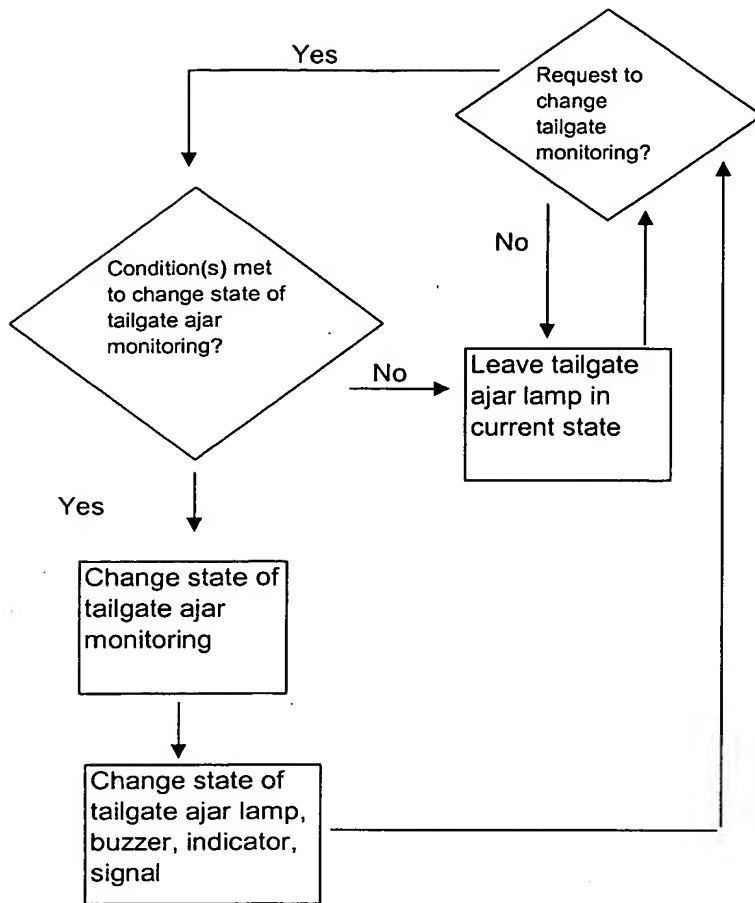 Yes
Request to
change
tailgate
monitoring?
No
Condition(s) met
to change state of
tailgate ajar
monitoring?
No
Leave tailgate
ajar lamp in
current state
Yes
Change state of
tailgate ajar
monitoring
Change state of
tailgate ajar lamp,
buzzer, indicator,
signal